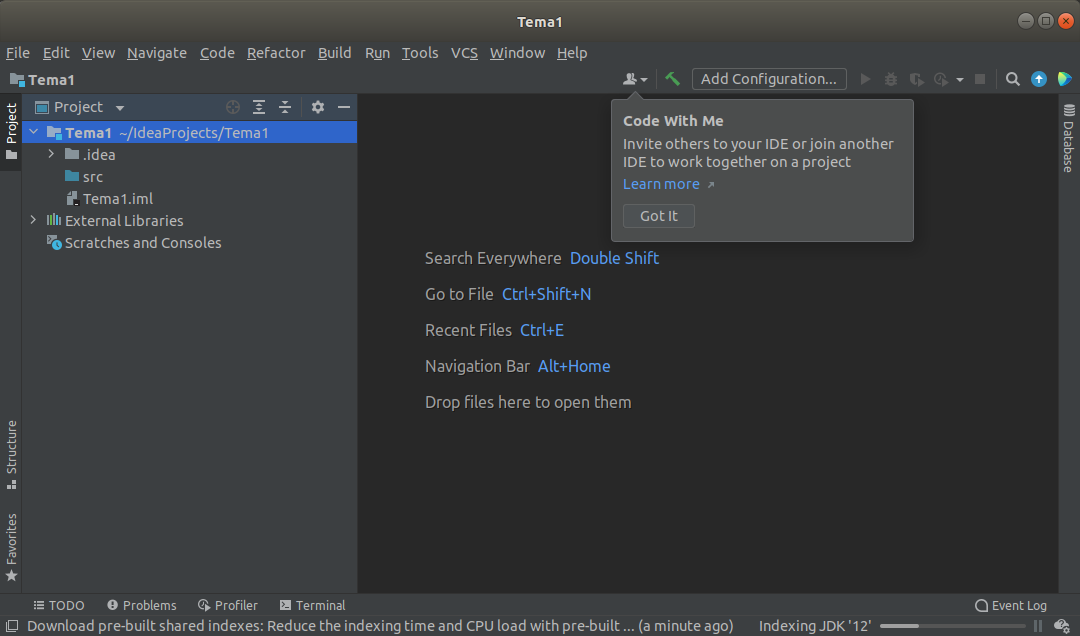 Tema1
File Edit View Navigate Code Refactor Build Run Tools VCS Window Help
Tema1
Add Configuration...
Project
Project
Tema1 ~/IdeaProjects/Tema1
.idea
src
Tema1.iml
External Libraries
Scratches and Consoles
Code With Me
Invite others to your IDE or join another
IDE to work together on a project
Learn more ↗
Got It
Search Everywhere Double Shift
Go to File Ctrl+Shift+N
Recent Files Ctrl+E
Navigation Bar Alt+Home
Drop files here to open them
Database
Structure
Favorites
TODO Problems Profiler Terminal Event Log
Download pre-built shared indexes: Reduce the indexing time and CPU load with pre-built ... (a minute ago) Indexing JDK '12'